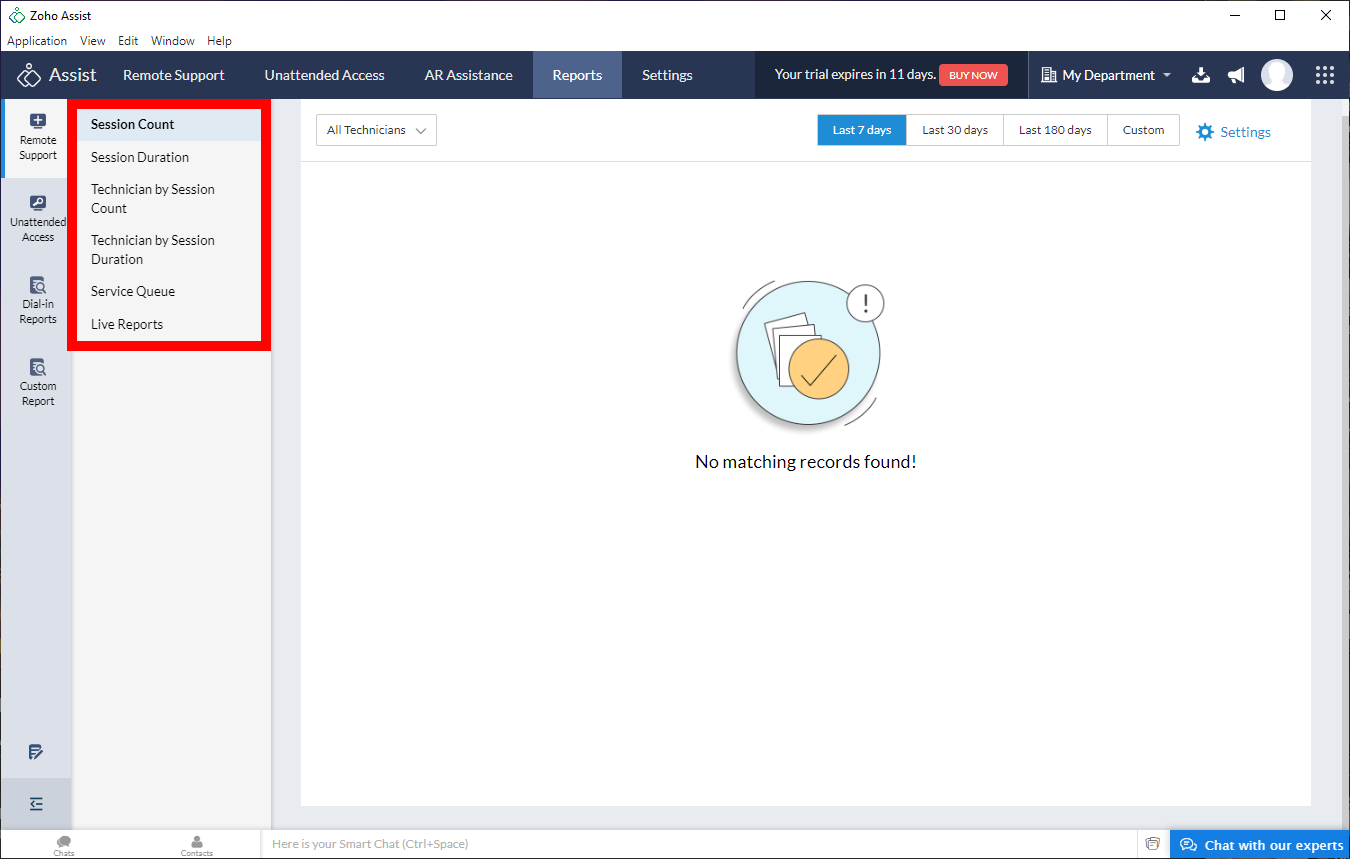 Zoho Assist
Application View Edit Window Help
Assist Remote Support Unattended Access AR Assistance Reports Settings Your trial expires in 11 days. BUY NOW My Department
Remote
Support
Unattended
Access
Dial-in
Reports
Custom
Report
Session Count
Session Duration
Technician by Session
Count
Technician by Session
Duration
Service Queue
Live Reports
All Technicians Last 7 days Last 30 days Last 180 days Custom Settings
!
No matching records found!
Chats Contacts Here is your Smart Chat (Ctrl+Space) Chat with our experts